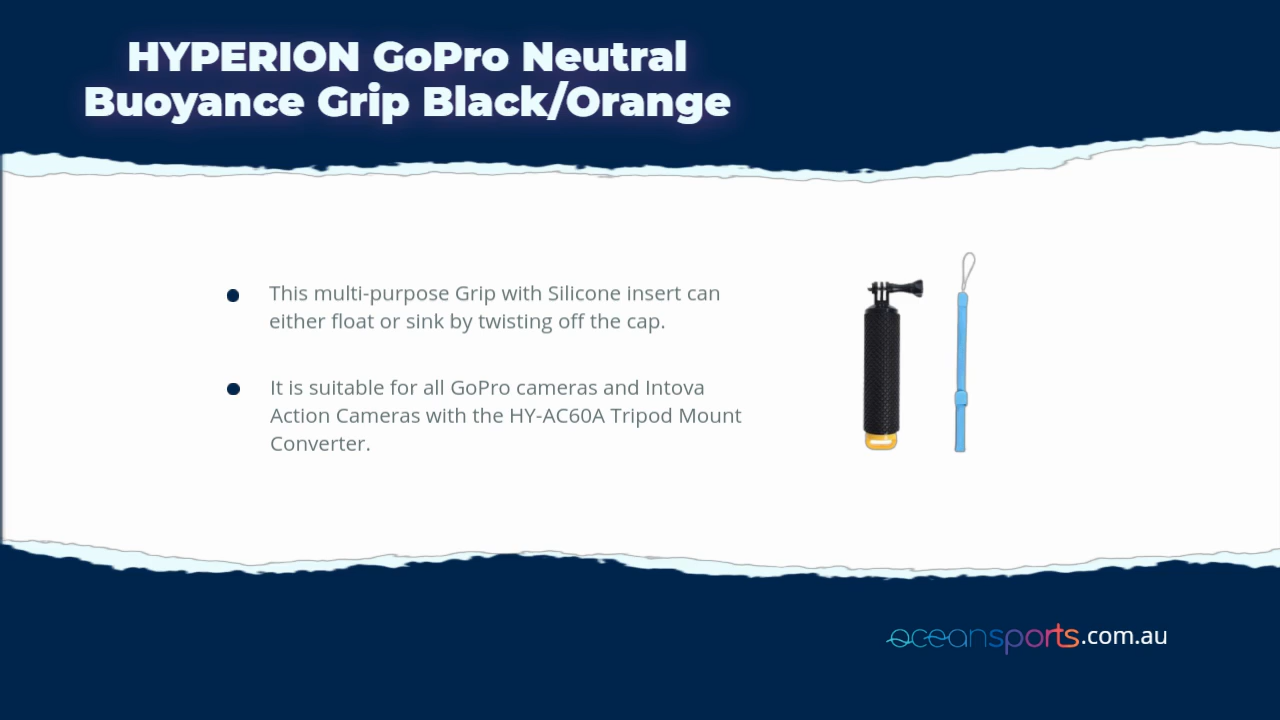 HYPERION GoPro Neutral
Buoyance Grip Black/Orange
This multi-purpose Grip with Silicone insert can
either float or sink by twisting off the cap.
It is suitable for all GoPro cameras and Intova
Action Cameras with the HY-AC60A Tripod Mount
Converter.
oceansports.com.au